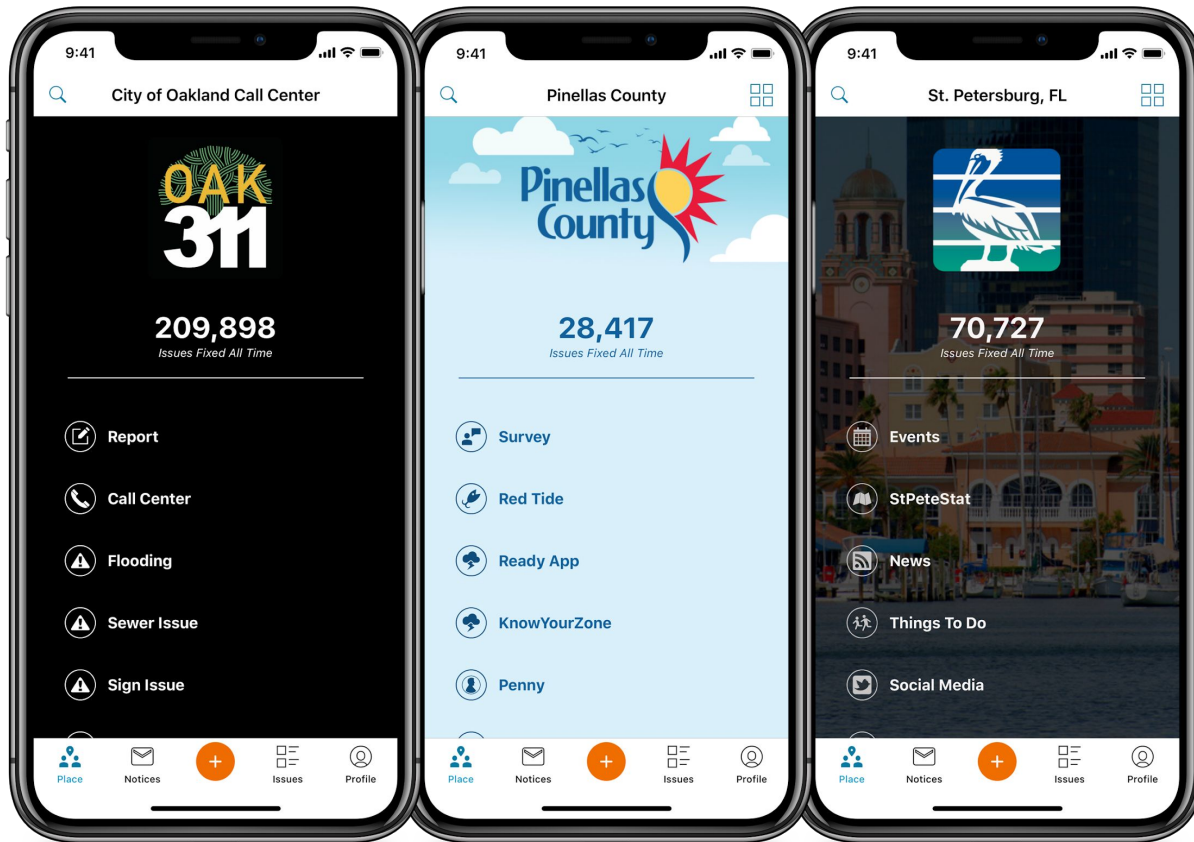 9:41
City of Oakland Call Center
OAK
311
209,898
Issues Fixed All Time
Report
Call Center
Flooding
Sewer Issue
Sign Issue
Place
Notices
+
Issues
Profile
9:41
Pinellas County
Pinellas
County
28,417
Issues Fixed All Time
Survey
Red Tide
Ready App
KnowYourZone
Penny
Place
Notices
+
Issues
Profile
9:41
St. Petersburg, FL
70,727
Issues Fixed All Time
Events
StPeteStat
News
Things To Do
Social Media
Place
Notices
+
Issues
Profile